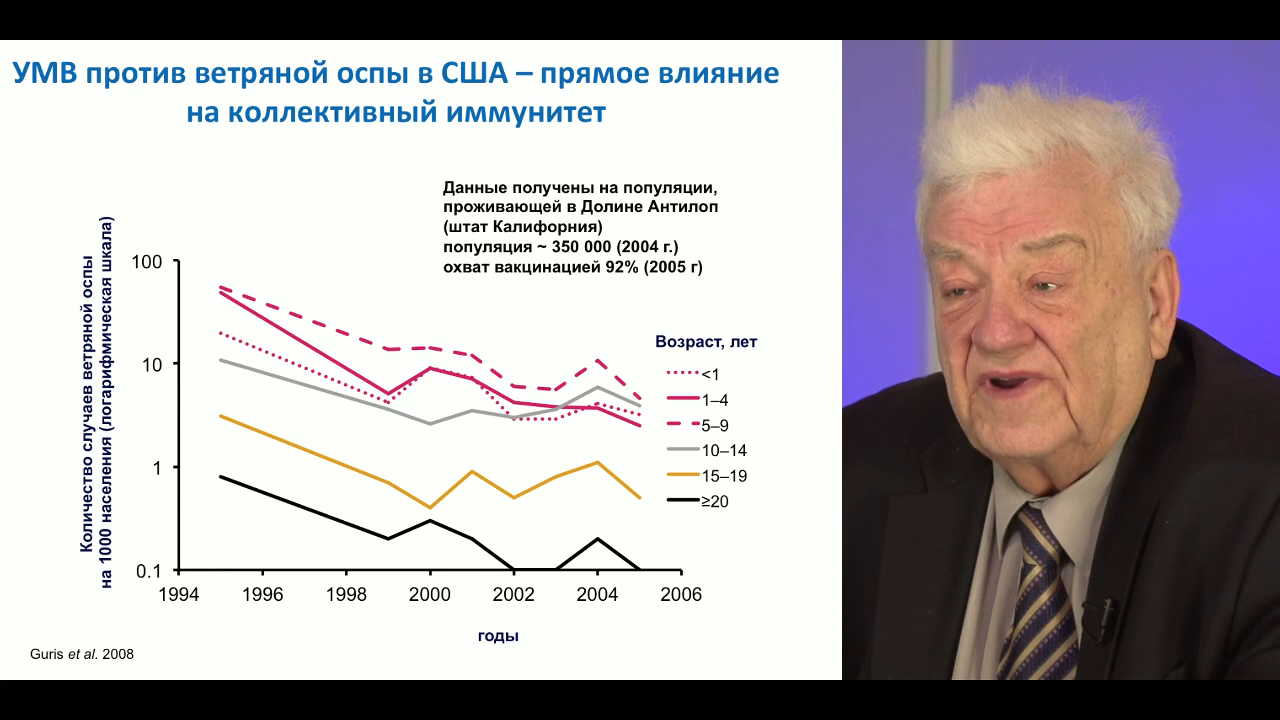 УМВ против ветряной оспы в США – прямое влияние
на коллективный иммунитет
Данные получены на популяции,
проживающей в Долине Антилоп
(штат Калифорния)
популяция ~ 350 000 (2004 г.)
охват вакцинацией 92% (2005 г)
Количество случаев ветряной оспы
на 1000 населения (логарифмическая шкала)
100
10
1
0.1
1994 1996 1998 2000 2002 2004 2006
годы
Возраст, лет
<1
1–4
5–9
10–14
15–19
≥20
Guris et al. 2008